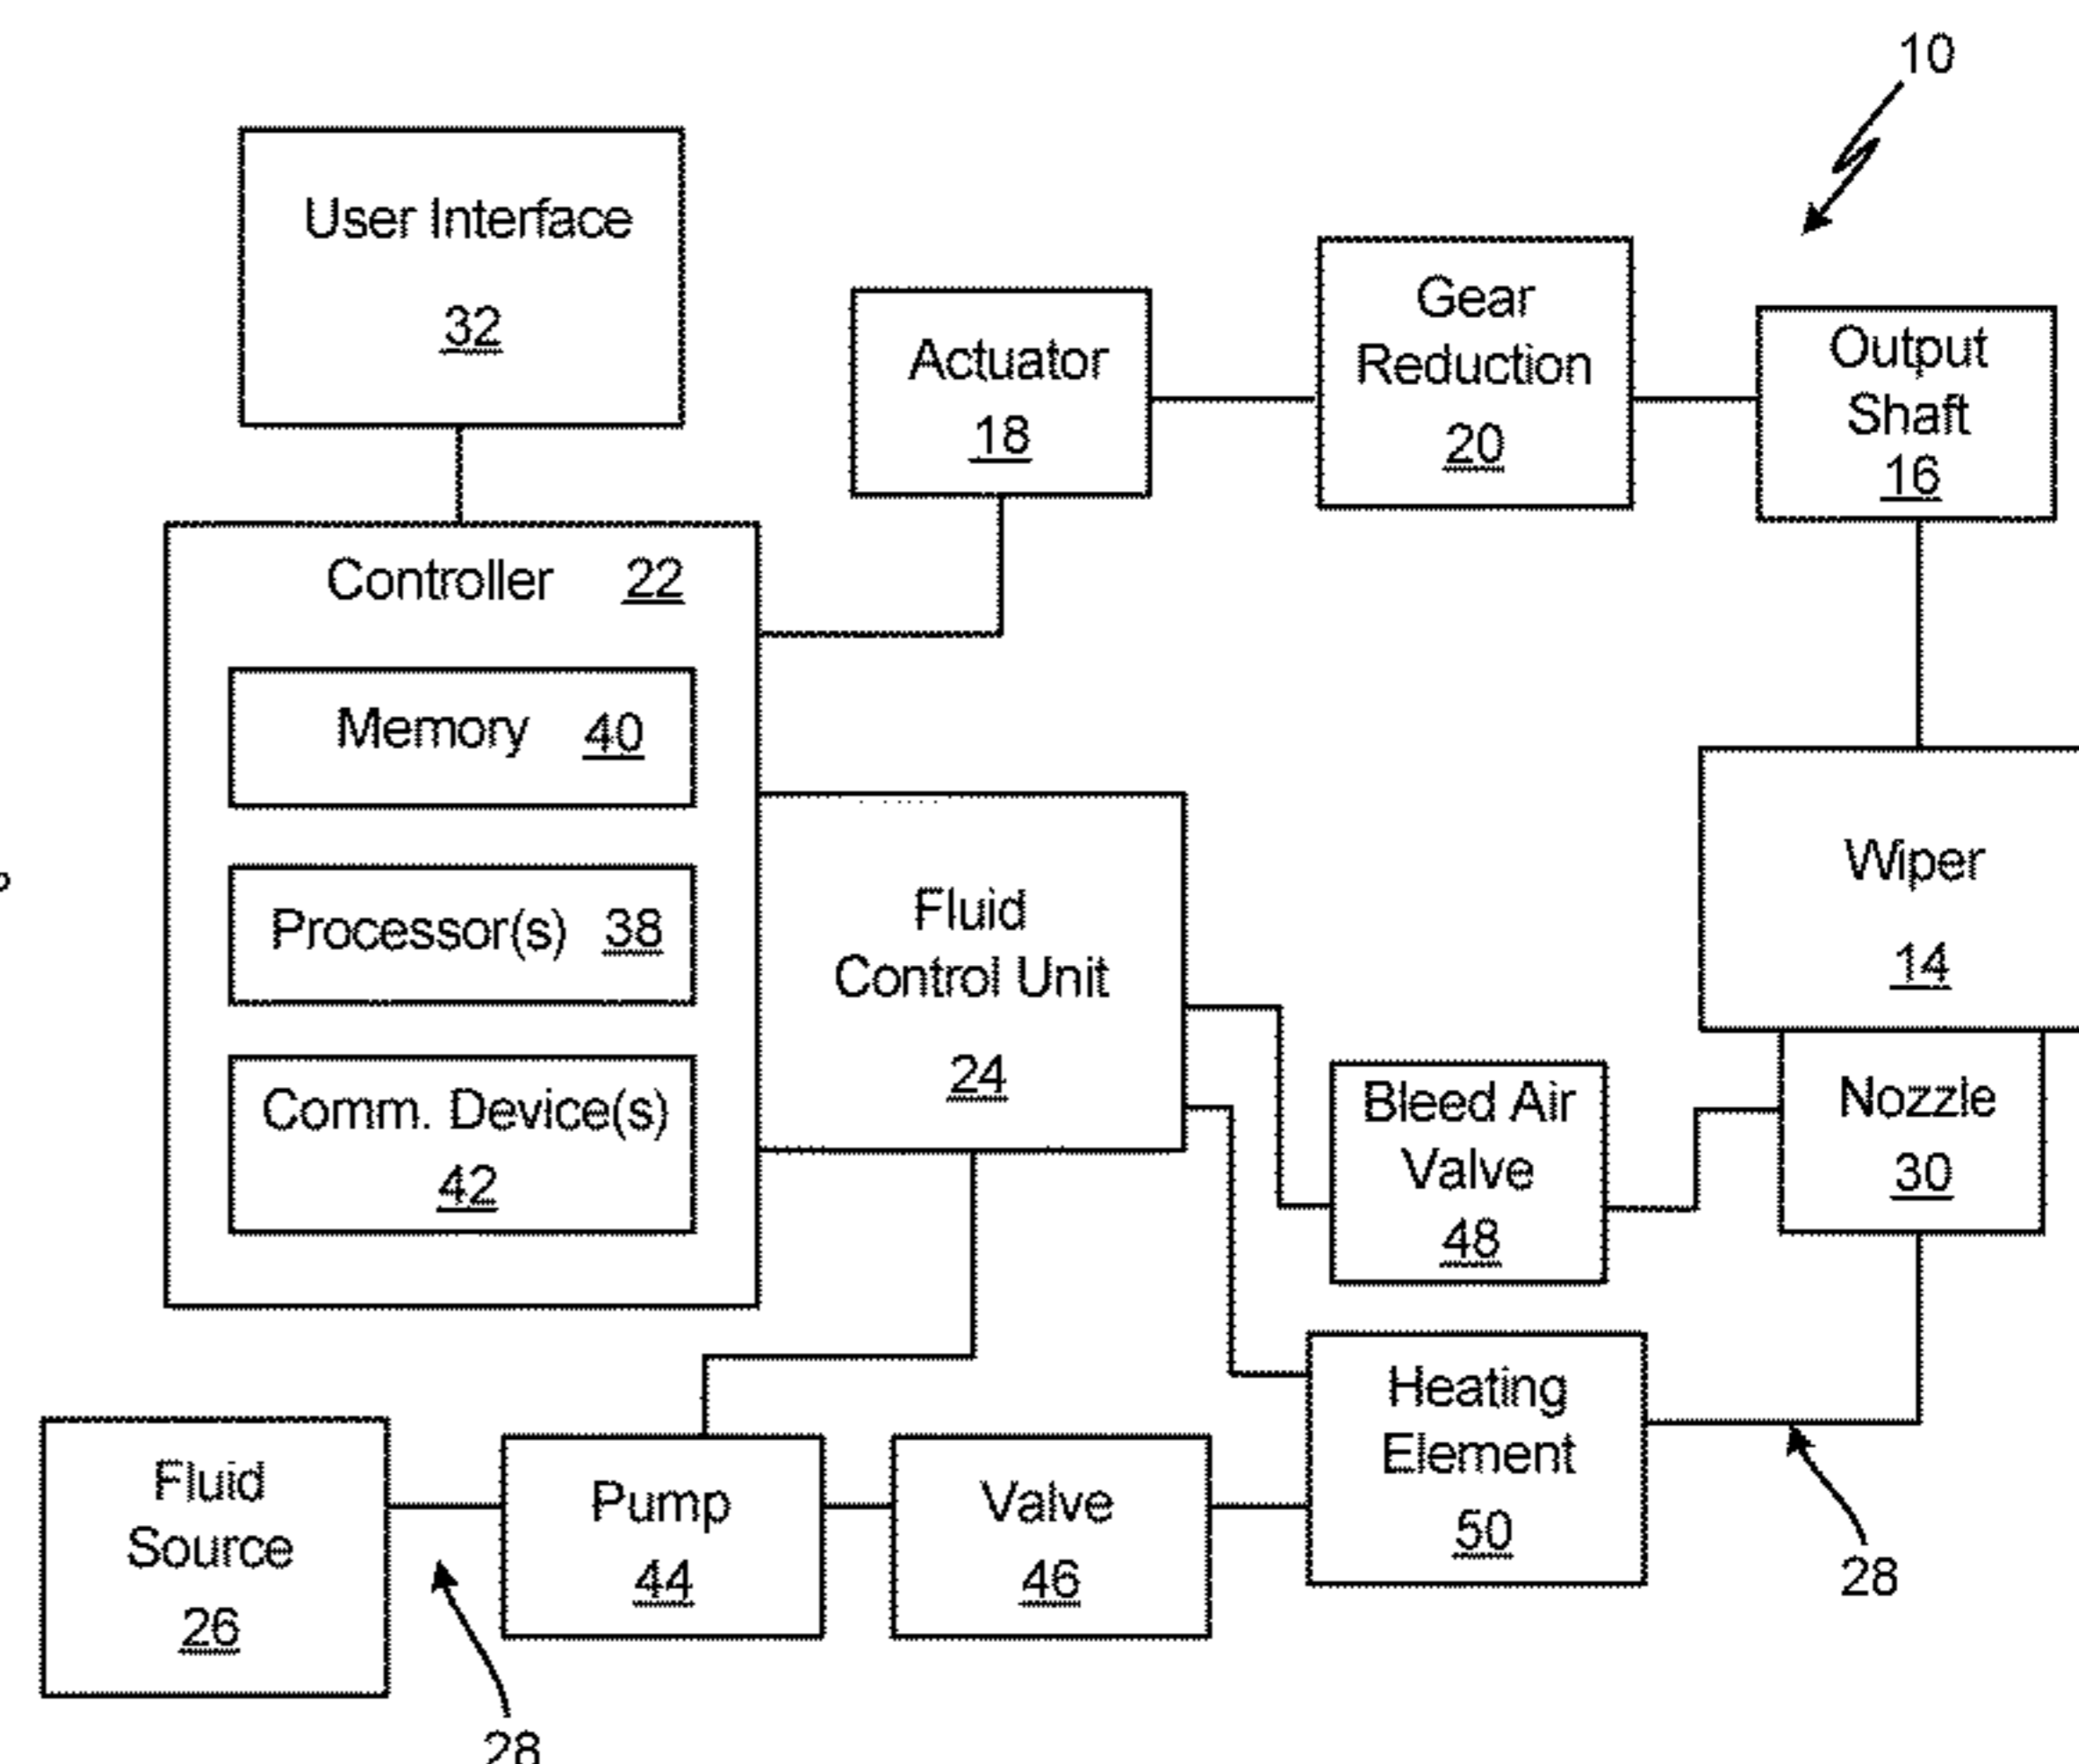 10
User Interface
32
Actuator
18
Gear
Reduction
20
Output
Shaft
16
Controller 22
Memory 40
Processor(s) 38
Comm. Device(s)
42
Fluid
Control Unit
24
Wiper
14
Nozzle
30
Bleed Air
Valve
48
Heating
Element
50
Fluid
Source
26
Pump
44
Valve
46
28
28